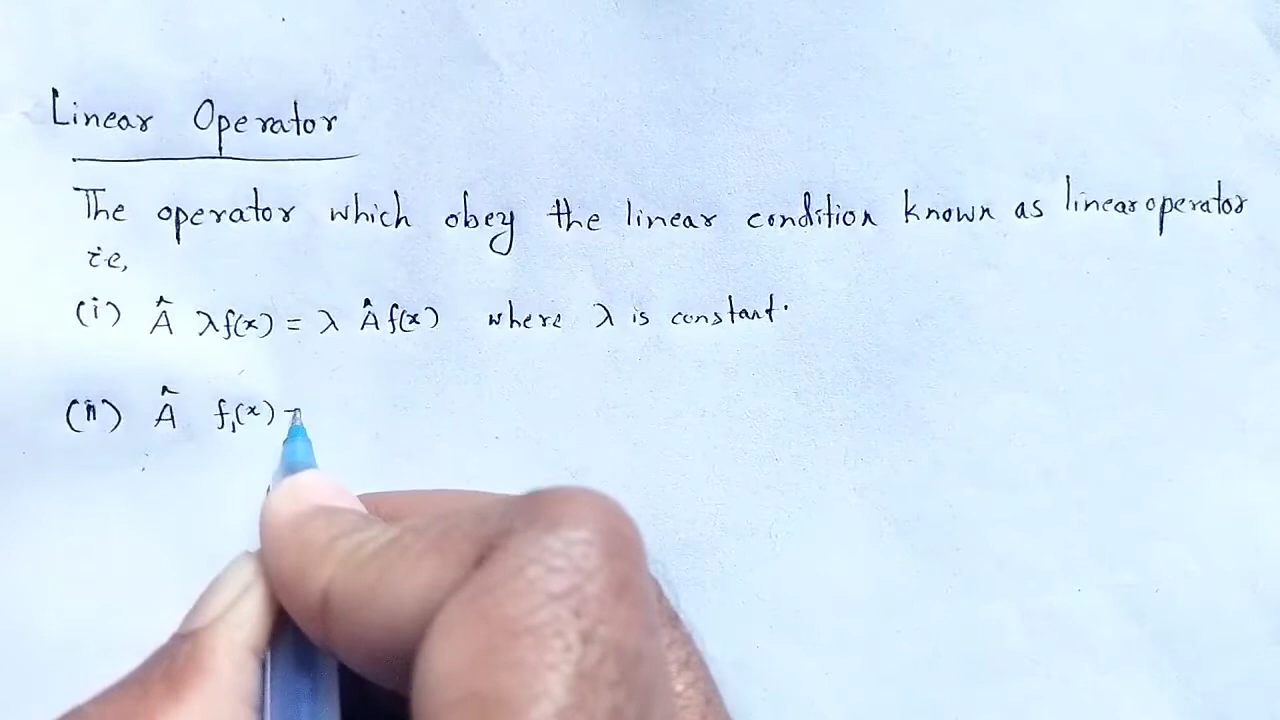 Linear Operator
The operator which obey the linear condition known as linear operator
ie,
(i) Â λf(x) = λ Âf(x) where λ is constant.
(ii) Â f₁(x)